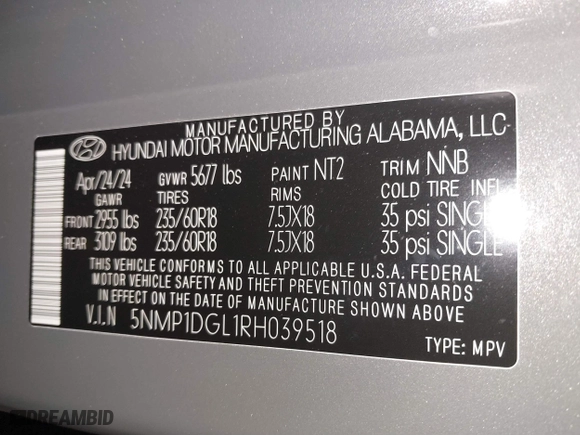 MANUFACTURED BY
HYUNDAI MOTOR MANUFACTURING ALABAMA, LLC
Apr/24/24 GVWR 5677 lbs PAINT NT2 TRIM NNB
GAWR TIRES RIMS COLD TIRE INFL
FRONT 2955 lbs 235/60R18 7.5JX18 35 psi SINGLE
REAR 3109 lbs 235/60R18 7.5JX18 35 psi SINGLE
THIS VEHICLE CONFORMS TO ALL APPLICABLE U.S.A. FEDERAL
MOTOR VEHICLE SAFETY AND THEFT PREVENTION STANDARDS
IN EFFECT ON THE DATE OF MANUFACTURE SHOWN ABOVE
V.I.N 5NMP1DGL1RH039518
TYPE: MPV
DREAMBID